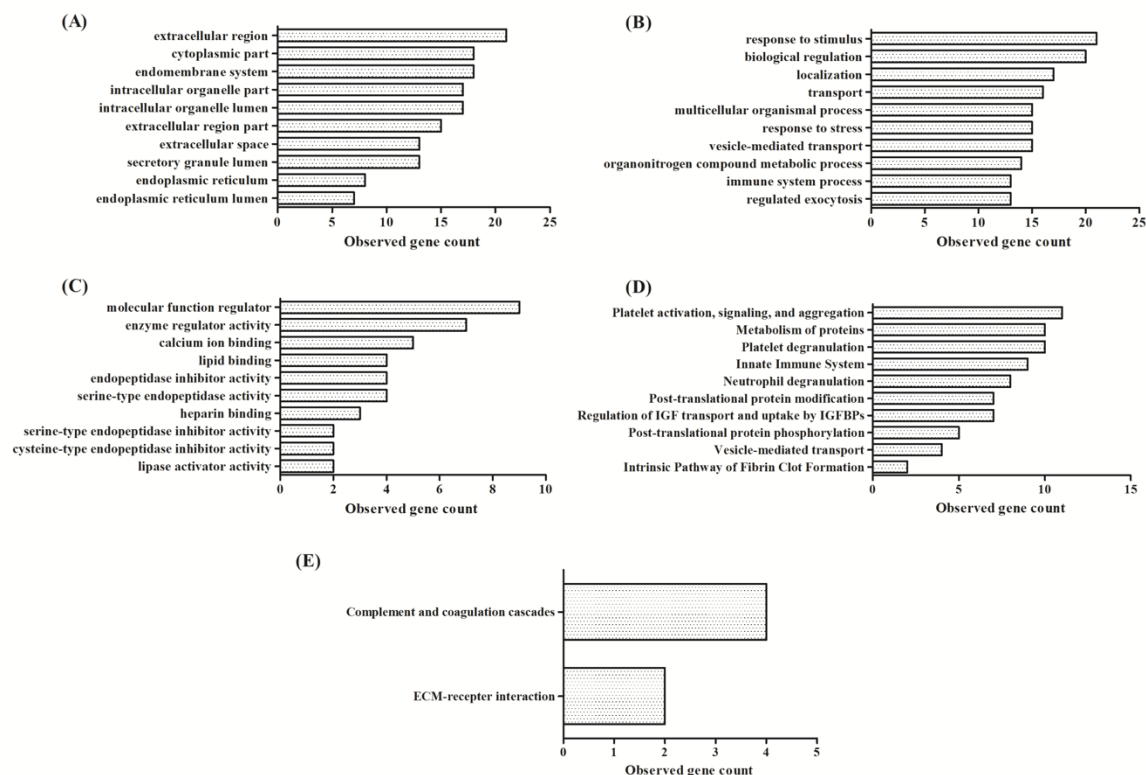 (A)
extracellular region
cytoplasmic part
endomembrane system
intracellular organelle part
intracellular organelle lumen
extracellular region part
extracellular space
secretory granule lumen
endoplasmic reticulum
endoplasmic reticulum lumen
0 5 10 15 20 25
Observed gene count
(B)
response to stimulus
biological regulation
localization
transport
multicellular organismal process
response to stress
vesicle-mediated transport
organonitrogen compound metabolic process
immune system process
regulated exocytosis
0 5 10 15 20 25
Observed gene count
(C)
molecular function regulator
enzyme regulator activity
calcium ion binding
lipid binding
endopeptidase inhibitor activity
serine-type endopeptidase activity
heparin binding
serine-type endopeptidase inhibitor activity
cysteine-type endopeptidase inhibitor activity
lipase activator activity
0 2 4 6 8 10
Observed gene count
(D)
Platelet activation, signaling, and aggregation
Metabolism of proteins
Platelet degranulation
Innate Immune System
Neutrophil degranulation
Post-translational protein modification
Regulation of IGF transport and uptake by IGFBPs
Post-translational protein phosphorylation
Vesicle-mediated transport
Intrinsic Pathway of Fibrin Clot Formation
0 5 10 15
Observed gene count
(E)
Complement and coagulation cascades
ECM-recepter interaction
0 1 2 3 4 5
Observed gene count